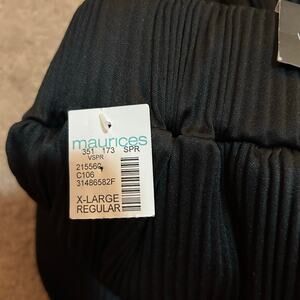 maurices
351 173 SPR
VSPR
215560
C106
31486582F
X-LARGE
REGULAR